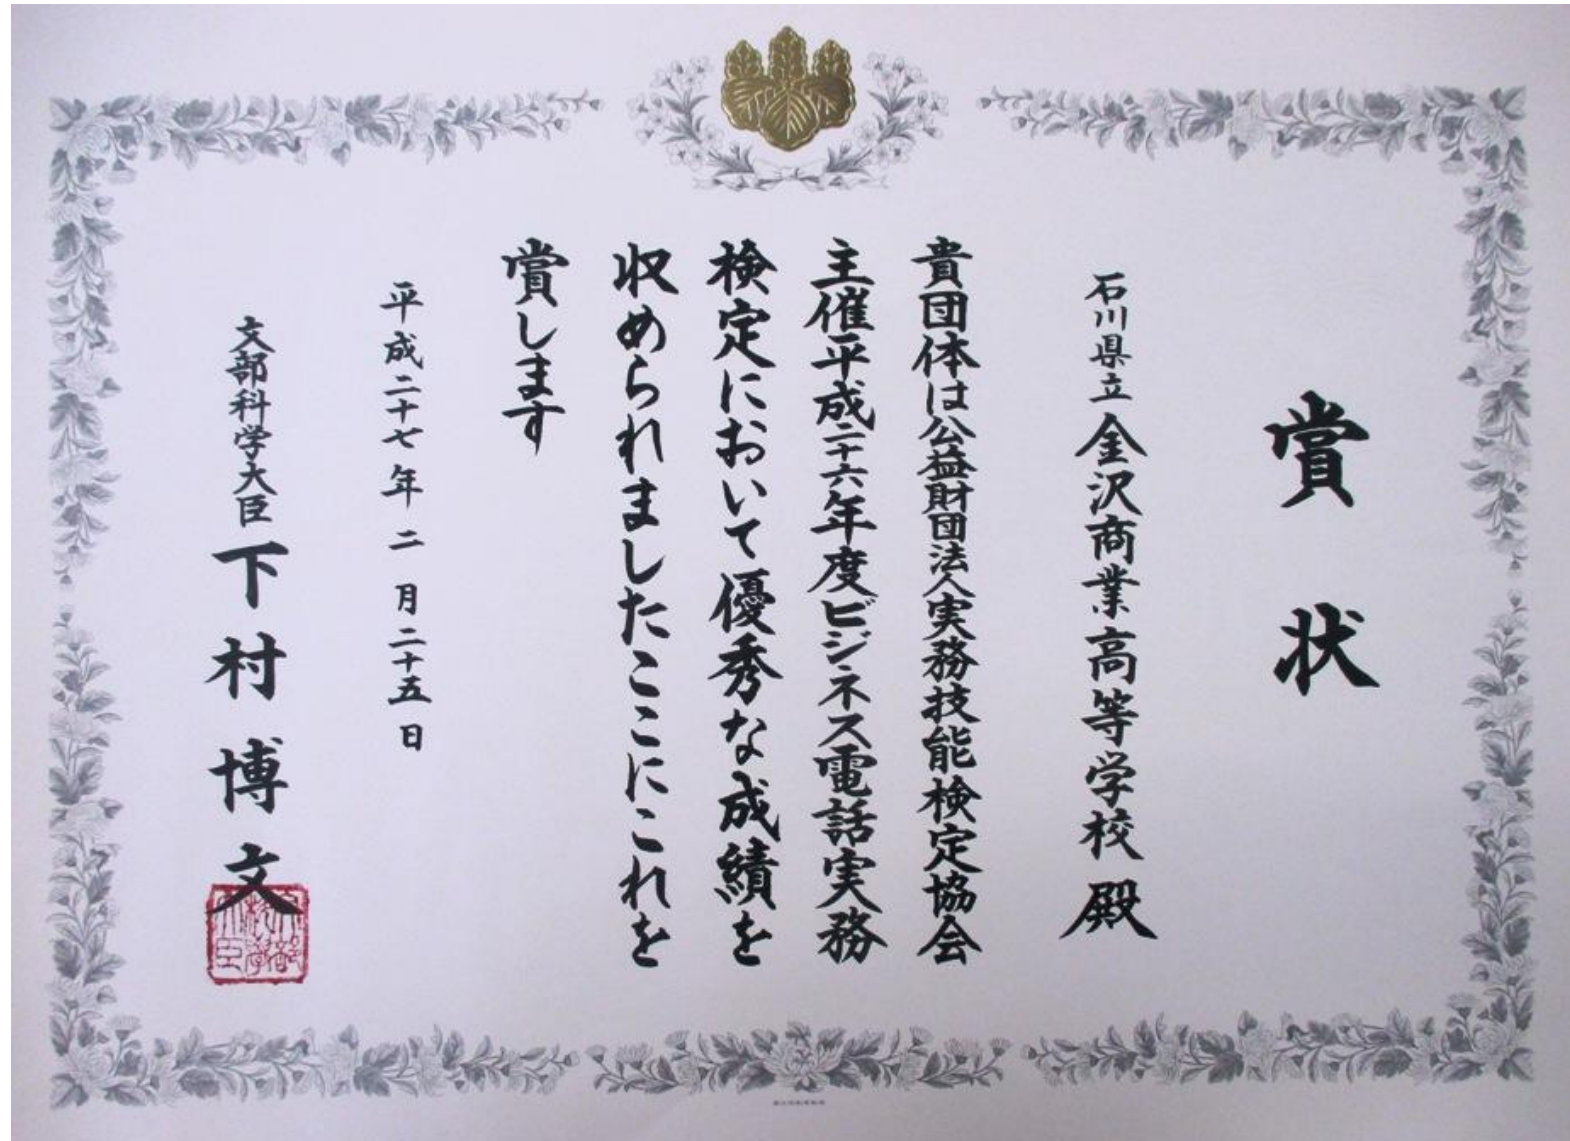 賞状
石川県立金沢商業高等学校殿
貴団体は公益財団法人実務技能検定協会
主催平成二十六年度ビジネス電話実務
検定において優秀な成績を
収められましたここにこれを
賞します
平成二十七年二月二十五日
文部科学大臣下村博文